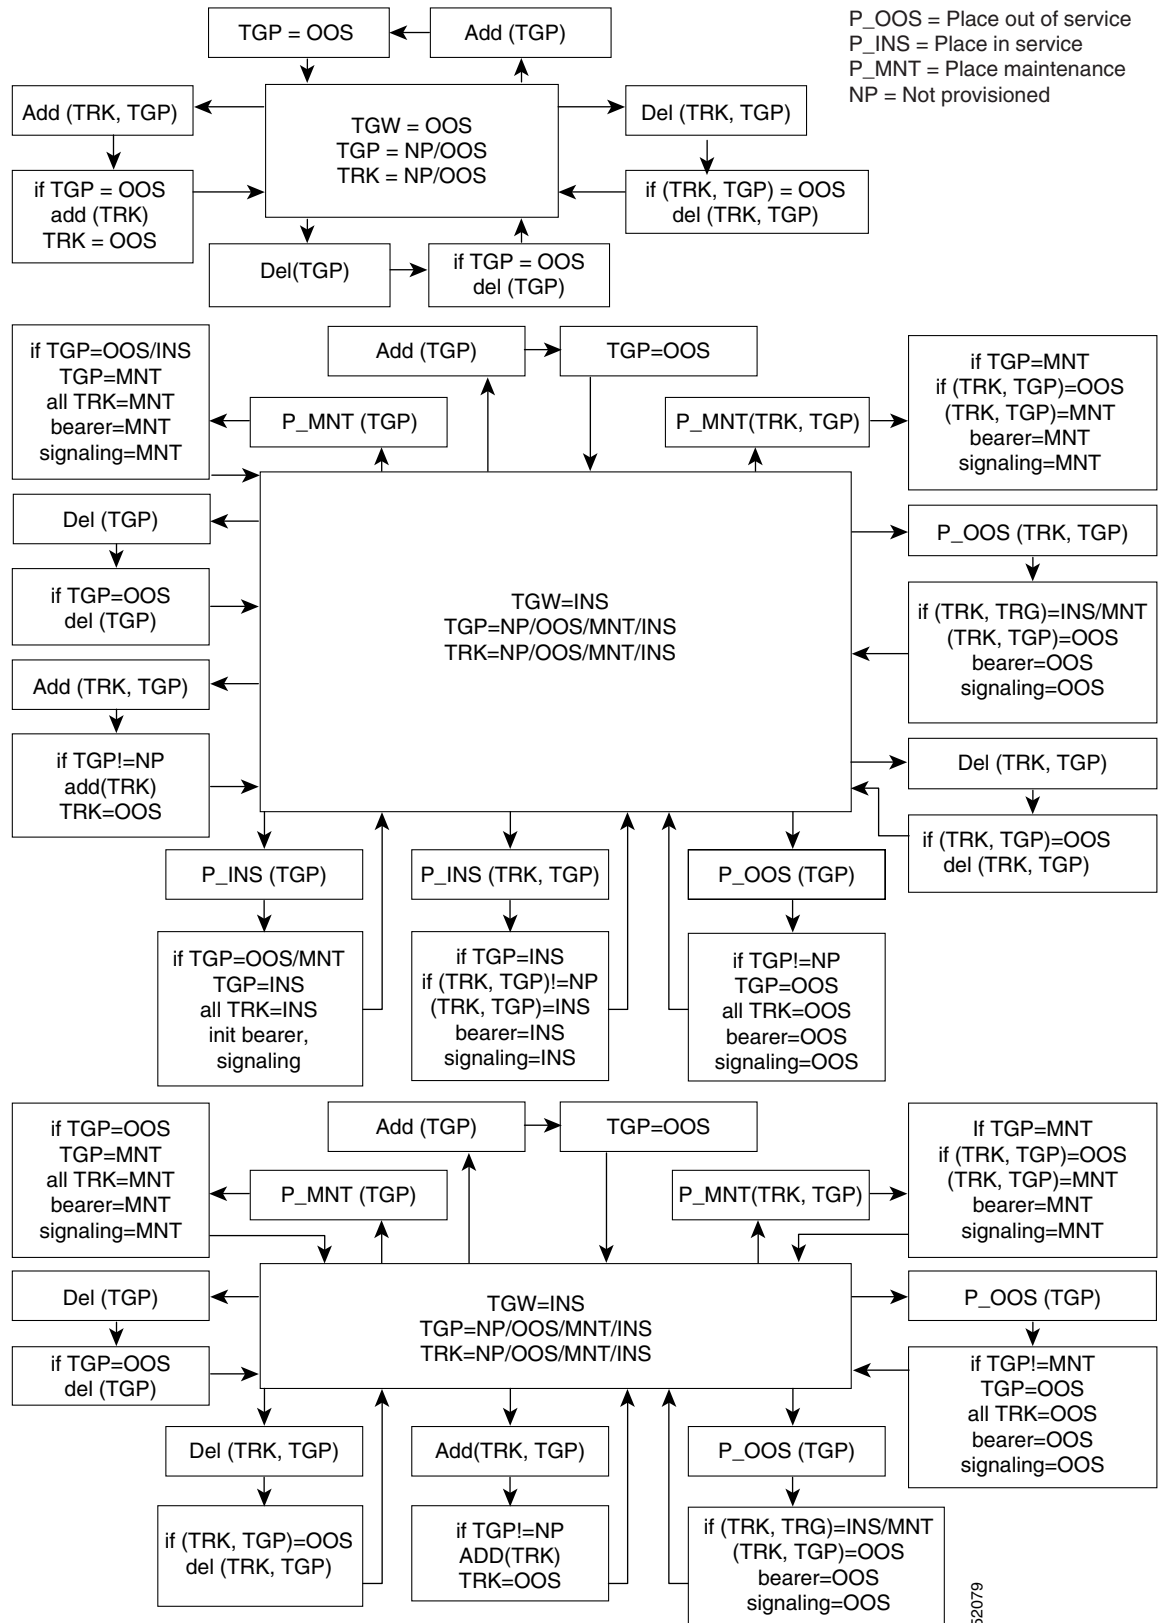 P_OOS = Place out of service
P_INS = Place in service
P_MNT = Place maintenance
NP = Not provisioned
TGP = OOS
Add (TGP)
Add (TRK, TGP)
TGW = OOS
TGP = NP/OOS
TRK = NP/OOS
Del (TRK, TGP)
if TGP = OOS
add (TRK)
TRK = OOS
if (TRK, TGP) = OOS
del (TRK, TGP)
Del(TGP)
if TGP = OOS
del (TGP)
if TGP=OOS/INS
TGP=MNT
all TRK=MNT
bearer=MNT
signaling=MNT
Add (TGP)
TGP=OOS
P_MNT (TGP)
P_MNT(TRK, TGP)
if TGP=MNT
if (TRK, TGP)=OOS
(TRK, TGP)=MNT
bearer=MNT
signaling=MNT
Del (TGP)
if TGP=OOS
del (TGP)
Add (TRK, TGP)
if TGP!=NP
add(TRK)
TRK=OOS
TGW=INS
TGP=NP/OOS/MNT/INS
TRK=NP/OOS/MNT/INS
P_OOS (TRK, TGP)
if (TRK, TRG)=INS/MNT
(TRK, TGP)=OOS
bearer=OOS
signaling=OOS
Del (TRK, TGP)
if (TRK, TGP)=OOS
del (TRK, TGP)
P_INS (TGP)
P_INS (TRK, TGP)
P_OOS (TGP)
if TGP=OOS/MNT
TGP=INS
all TRK=INS
init bearer,
signaling
if TGP=INS
if (TRK, TGP)!=NP
(TRK, TGP)=INS
bearer=INS
signaling=INS
if TGP!=NP
TGP=OOS
all TRK=OOS
bearer=OOS
signaling=OOS
if TGP=OOS
TGP=MNT
all TRK=MNT
bearer=MNT
signaling=MNT
Add (TGP)
TGP=OOS
P_MNT (TGP)
P_MNT(TRK, TGP)
If TGP=MNT
if (TRK, TGP)=OOS
(TRK, TGP)=MNT
bearer=MNT
signaling=MNT
Del (TGP)
if TGP=OOS
del (TGP)
TGW=INS
TGP=NP/OOS/MNT/INS
TRK=NP/OOS/MNT/INS
P_OOS (TGP)
if TGP!=MNT
TGP=OOS
all TRK=OOS
bearer=OOS
signaling=OOS
Del (TRK, TGP)
Add(TRK, TGP)
P_OOS (TGP)
if (TRK, TGP)=OOS
del (TRK, TGP)
if TGP!=NP
ADD(TRK)
TRK=OOS
if (TRK, TRG)=INS/MNT
(TRK, TGP)=OOS
bearer=OOS
signaling=OOS
52079